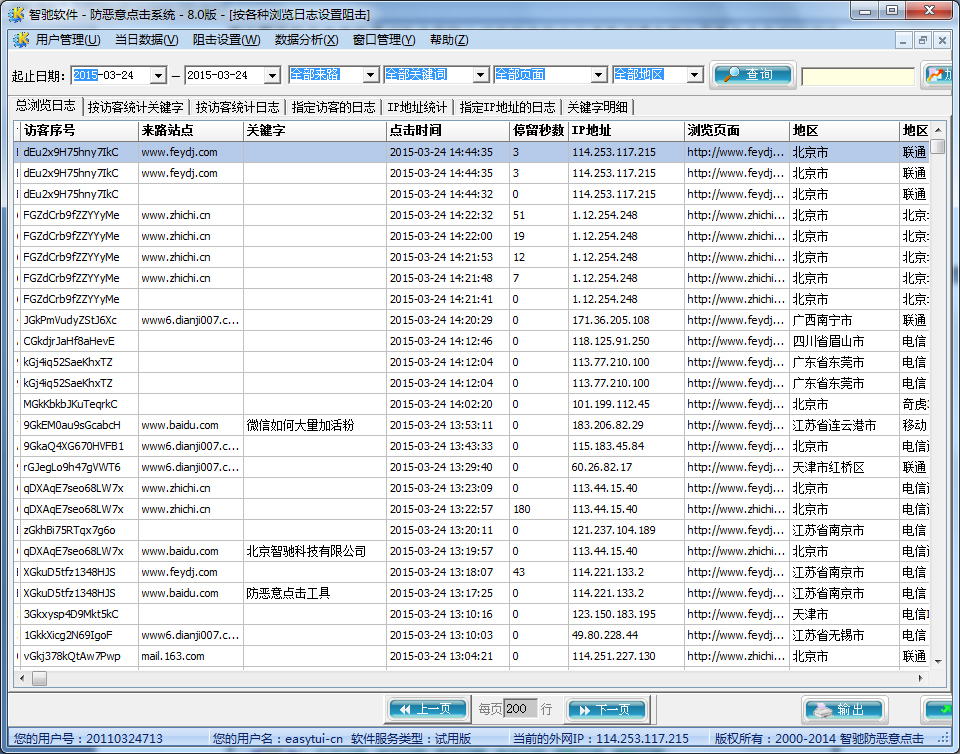 智驰软件 - 防恶意点击系统 - 8.0版 - [按各种浏览日志设置阻击]
用户管理(U) 当日数据(V) 阻击设置(W) 数据分析(X) 窗口管理(Y) 帮助(Z)
起止日期: 2015-03-24 — 2015-03-24 全部来路 全部关键词 全部页面 全部地区 查询
总浏览日志 按访客统计关键字 按访客统计日志 指定访客的日志 IP地址统计 指定IP地址的日志 关键字明细
访客序号 来路站点 关键字 点击时间 停留秒数 IP地址 浏览页面 地区 地区
dEu2x9H75hny7IkC www.feydj.com 2015-03-24 14:44:35 3 114.253.117.215 http://www.feydj... 北京市 联通
dEu2x9H75hny7IkC www.feydj.com 2015-03-24 14:44:35 3 114.253.117.215 http://www.feydj... 北京市 联通
dEu2x9H75hny7IkC 2015-03-24 14:44:32 0 114.253.117.215 http://www.feydj... 北京市 联通
FGZdCrb9fZZYYyMe www.zhichi.cn 2015-03-24 14:22:32 51 1.12.254.248 http://www.zhichi... 北京市 北京
FGZdCrb9fZZYYyMe www.zhichi.cn 2015-03-24 14:22:00 19 1.12.254.248 http://www.zhichi... 北京市 北京
FGZdCrb9fZZYYyMe www.zhichi.cn 2015-03-24 14:21:53 12 1.12.254.248 http://www.zhichi... 北京市 北京
FGZdCrb9fZZYYyMe www.zhichi.cn 2015-03-24 14:21:48 7 1.12.254.248 http://www.zhichi... 北京市 北京
FGZdCrb9fZZYYyMe 2015-03-24 14:21:41 0 1.12.254.248 http://www.zhichi... 北京市 北京
JGkPmVudyZStJ6Xc www6.dianji007.c... 2015-03-24 14:20:29 0 171.36.205.108 http://www.feydj... 广西南宁市 联通
CGkdjrJaHf8aHevE 2015-03-24 14:12:46 0 118.125.91.250 http://www.feydj... 四川省眉山市 电信
kGj4iq52SaeKhxTZ 2015-03-24 14:12:04 0 113.77.210.100 http://www.feydj... 广东省东莞市 电信
kGj4iq52SaeKhxTZ 2015-03-24 14:12:04 0 113.77.210.100 http://www.feydj... 广东省东莞市 电信
MGkKbkbJKuTeqrkC 2015-03-24 14:02:20 0 101.199.112.45 http://www.feydj... 北京市 奇虎
9GkEM0au9sGcabcH www.baidu.com 微信如何大量加活粉 2015-03-24 13:53:11 0 183.206.82.29 http://www.feydj... 江苏省连云港市 移动
9GkaQ4XG670HVFB1 www6.dianji007.c... 2015-03-24 13:43:33 0 115.183.45.84 http://www.feydj... 北京市 电信
rGJegLo9h47gVWT6 www6.dianji007.c... 2015-03-24 13:29:40 0 60.26.82.17 http://www.feydj... 天津市红桥区 联通
qDXAqE7seo68LW7x www.zhichi.cn 2015-03-24 13:23:09 0 113.44.15.40 http://www.feydj... 北京市 电信
qDXAqE7seo68LW7x www.zhichi.cn 2015-03-24 13:22:57 180 113.44.15.40 http://www.zhichi... 北京市 电信
zGkhBi75RTqx7g6o 2015-03-24 13:20:11 0 121.237.104.189 http://www.feydj... 江苏省南京市 电信
qDXAqE7seo68LW7x www.baidu.com 北京智驰科技有限公司 2015-03-24 13:19:57 0 113.44.15.40 http://www.zhichi... 北京市 电信
XGkuD5tfz1348HJS www.feydj.com 2015-03-24 13:18:07 43 114.221.133.2 http://www.feydj... 江苏省南京市 电信
XGkuD5tfz1348HJS www.baidu.com 防恶意点击工具 2015-03-24 13:17:25 0 114.221.133.2 http://www.feydj... 江苏省南京市 电信
3Gkxysp4D9Mkt5kC 2015-03-24 13:10:16 0 123.150.183.195 http://www.feydj... 天津市 电信
1GkkXicg2N69IgoF www6.dianji007.c... 2015-03-24 13:10:03 0 49.80.228.44 http://www.feydj... 江苏省无锡市 电信
vGkj378kQtAw7Pwp mail.163.com 2015-03-24 13:04:21 0 114.251.227.130 http://www.zhichi... 北京市 联通
上一页 每页 200 行 下一页 输出
您的用户号：20110324713 您的用户名：easytui-cn 软件服务类型：试用版 当前的外网IP：114.253.117.215 版权所有：2000-2014 智驰防恶意点击